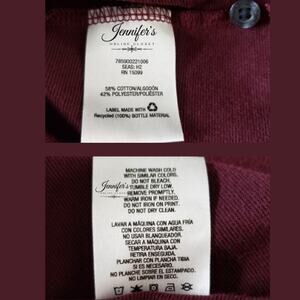 Jennifer's
ONLINE CLOSET
785900221006
SEAS: H2
RN 15099
58% COTTON/ALGODÓN
42% POLYESTER/POLIÉSTER
LABEL MADE WITH
Recycled (100%) BOTTLE MATERIAL
MACHINE WASH COLD
WITH SIMILAR COLORS.
DO NOT BLEACH.
Jennifer's
TUMBLE DRY LOW.
REMOVE PROMPTLY.
WARM IRON IF NEEDED.
DO NOT IRON ON PRINT.
DO NOT DRY CLEAN.
LAVAR A MÁQUINA CON AGUA FRÍA
CON COLORES SIMILARES.
NO USAR BLANQUEADOR.
SECAR A MÁQUINA CON
TEMPERATURA BAJA.
RETIRA ENSEGUIDA.
PLANCHAR CON PLANCHA TIBIA
SI ES NECESARIO.
NO PLANCHE SOBRE EL ESTAMPADO.
NO LIMPIAR EN SECO.